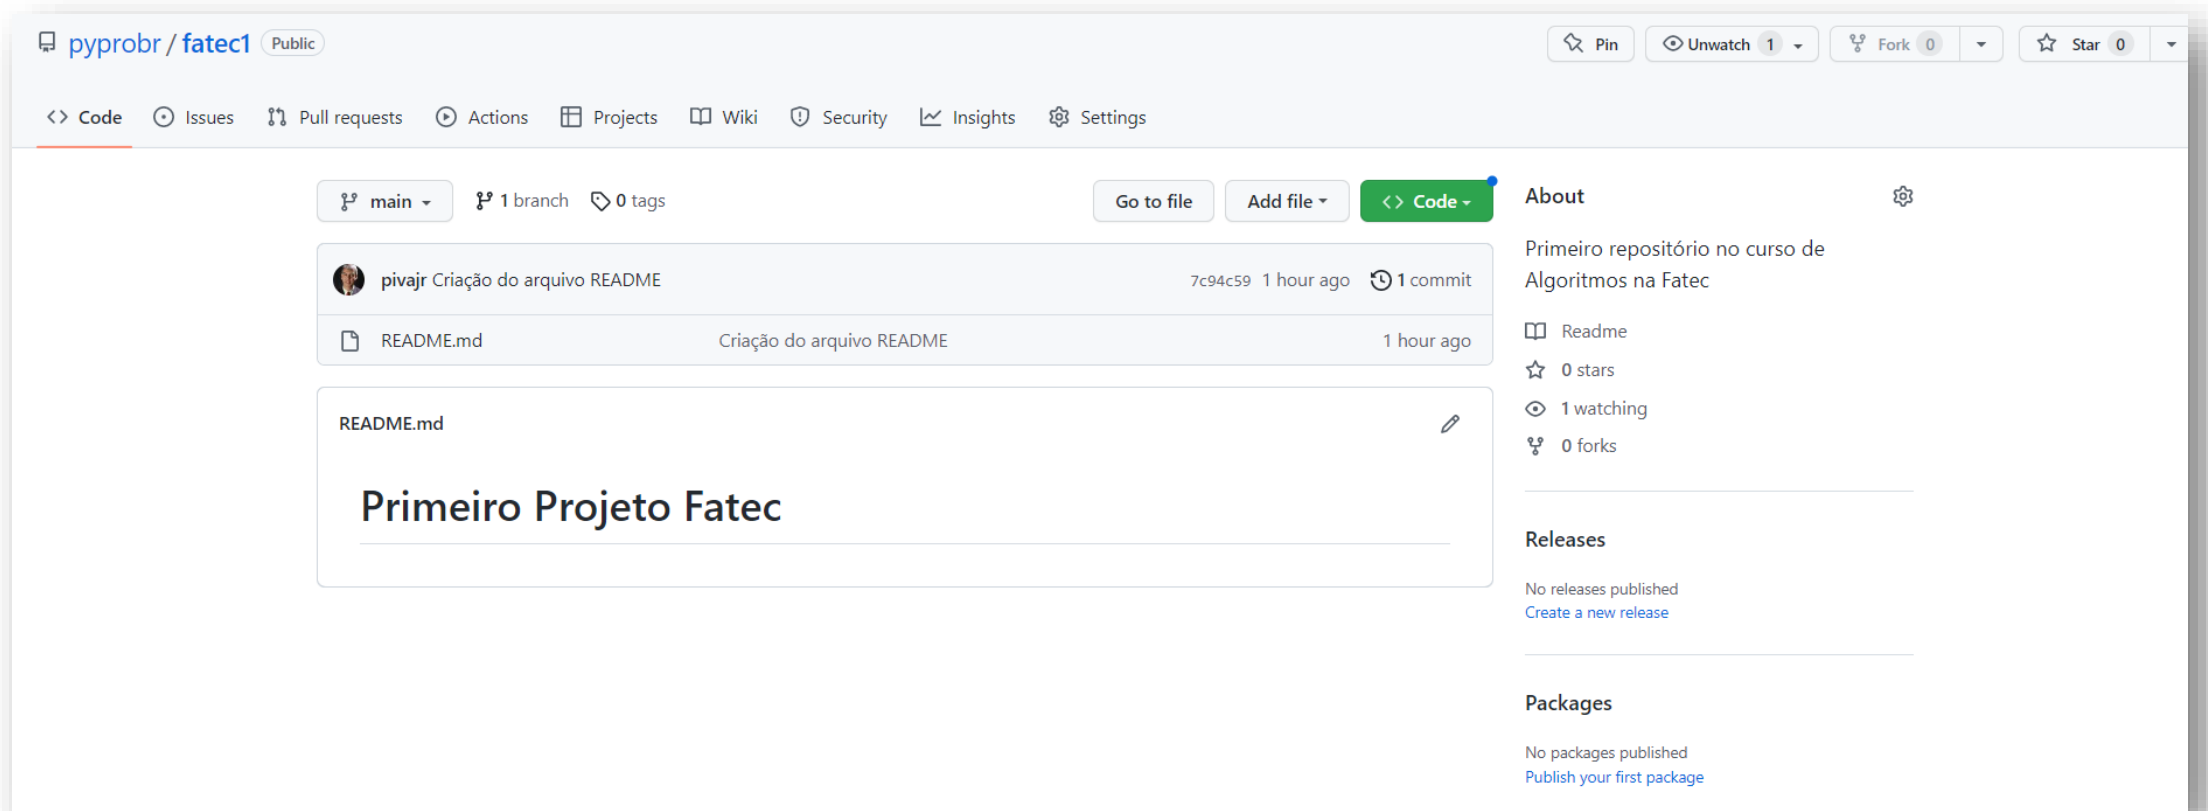 pyprobr / fatec1 Public
Pin
Unwatch 1
Fork 0
Star 0
<> Code
Issues
Pull requests
Actions
Projects
Wiki
Security
Insights
Settings
main
1 branch
0 tags
Go to file
Add file
<> Code
pivajr Criação do arquivo README
7c94c59 1 hour ago
1 commit
README.md
Criação do arquivo README
1 hour ago
README.md
Primeiro Projeto Fatec
About
Primeiro repositório no curso de
Algoritmos na Fatec
Readme
0 stars
1 watching
0 forks
Releases
No releases published
Create a new release
Packages
No packages published
Publish your first package